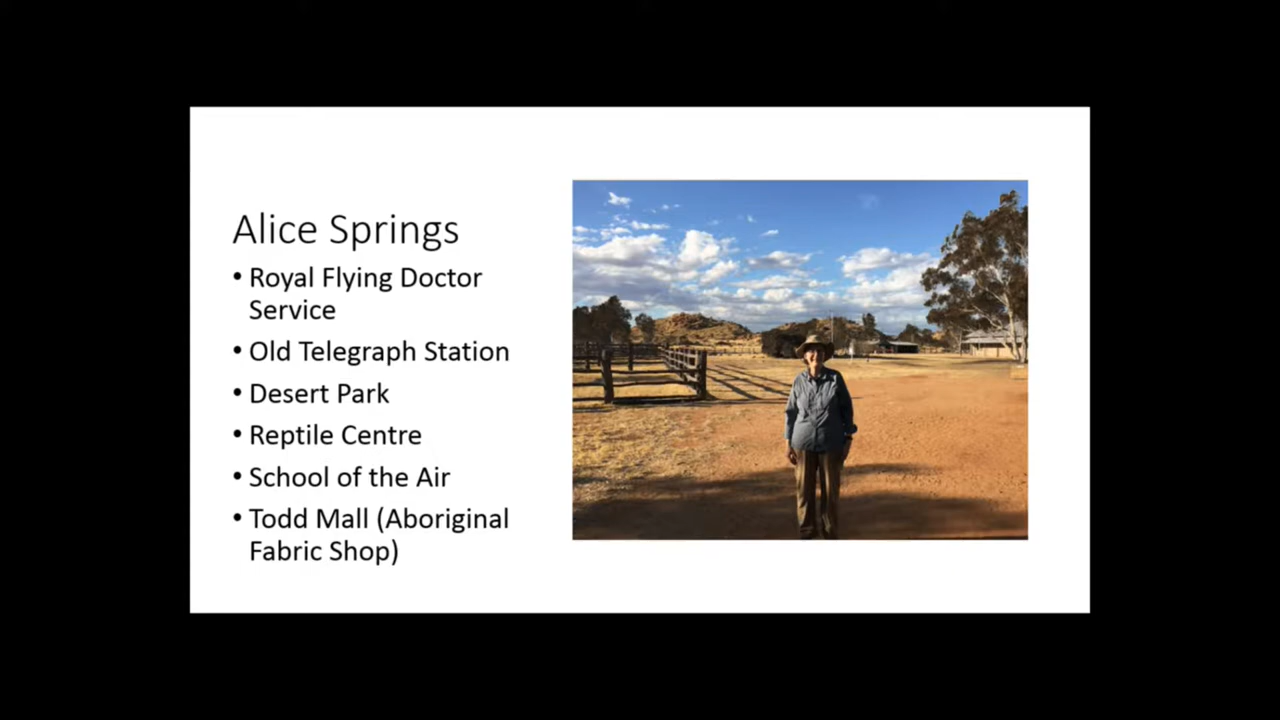 Alice Springs
• Royal Flying Doctor
Service
• Old Telegraph Station
• Desert Park
• Reptile Centre
• School of the Air
• Todd Mall (Aboriginal
Fabric Shop)